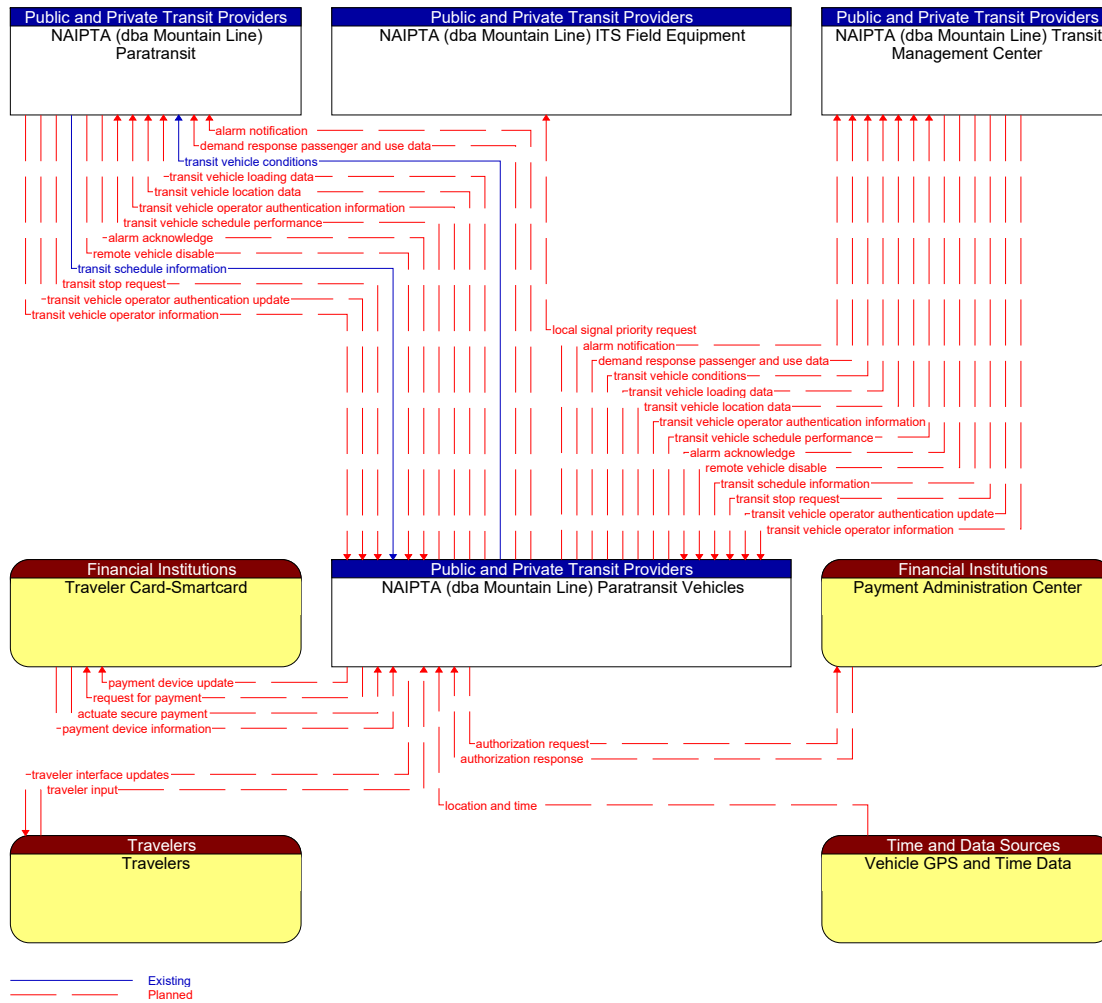 Public and Private Transit Providers
NAIPTA (dba Mountain Line)
Paratransit
Public and Private Transit Providers
NAIPTA (dba Mountain Line) ITS Field Equipment
Public and Private Transit Providers
NAIPTA (dba Mountain Line) Transit
Management Center
alarm notification
demand response passenger and use data
transit vehicle conditions
transit vehicle loading data
transit vehicle location data
transit vehicle operator authentication information
transit vehicle schedule performance
alarm acknowledge
remote vehicle disable
transit schedule information
transit stop request
transit vehicle operator authentication update
transit vehicle operator information
local signal priority request
alarm notification
demand response passenger and use data
transit vehicle conditions
transit vehicle loading data
transit vehicle location data
transit vehicle operator authentication information
transit vehicle schedule performance
alarm acknowledge
remote vehicle disable
transit schedule information
transit stop request
transit vehicle operator authentication update
transit vehicle operator information
Financial Institutions
Traveler Card-Smartcard
Public and Private Transit Providers
NAIPTA (dba Mountain Line) Paratransit Vehicles
Financial Institutions
Payment Administration Center
payment device update
request for payment
actuate secure payment
payment device information
authorization request
authorization response
traveler interface updates
traveler input
location and time
Travelers
Travelers
Time and Data Sources
Vehicle GPS and Time Data
Existing
Planned